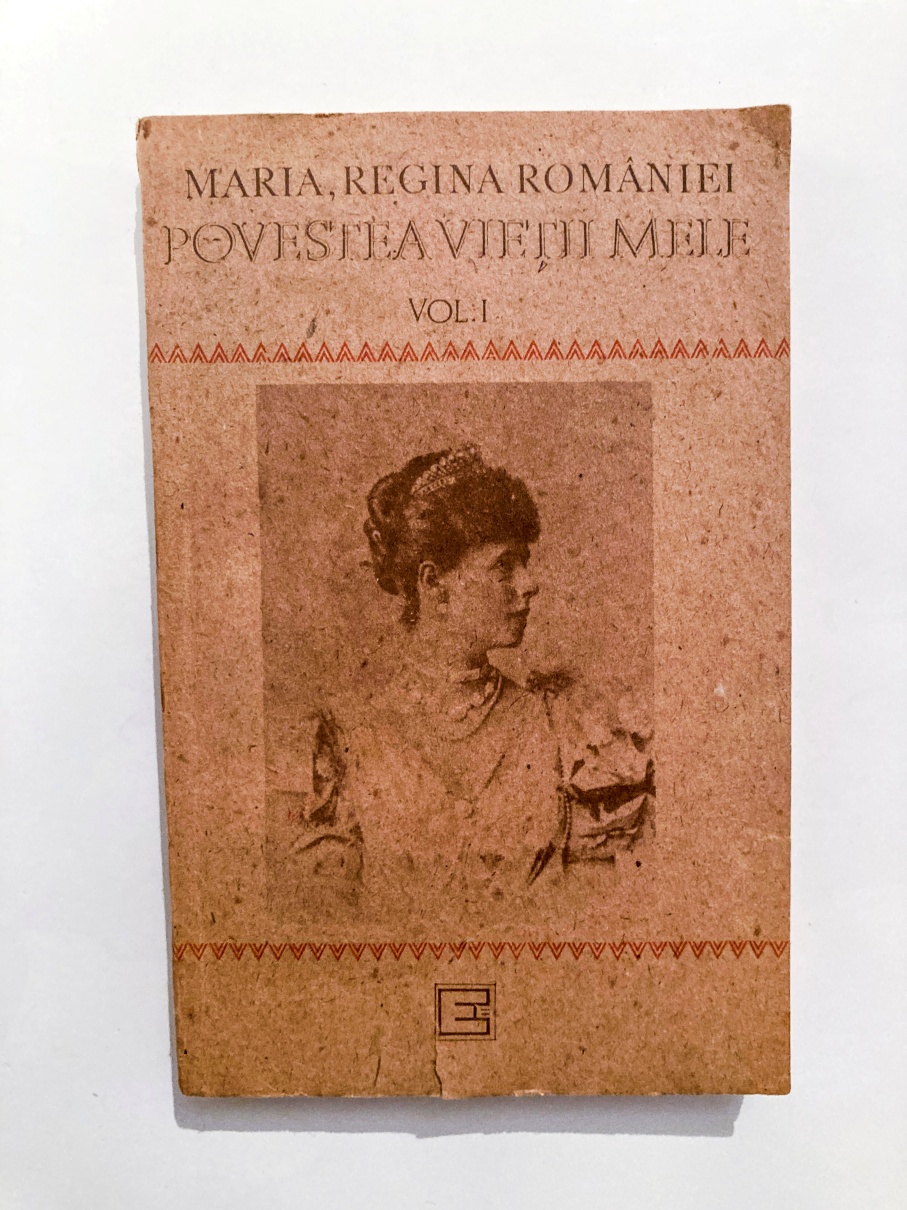 MARIA, REGINA ROMÂNIEI
POVESTEA VIEȚII MELE
VOL. I
E